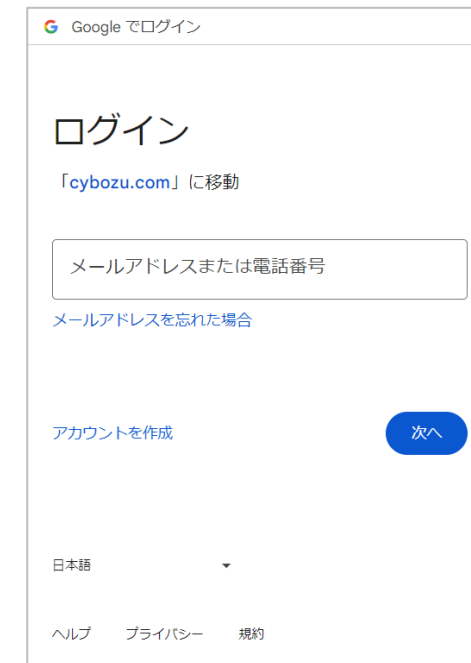 Google でログイン
ログイン
「cybozu.com」に移動
メールアドレスまたは電話番号
メールアドレスを忘れた場合
アカウントを作成
次へ
日本語
ヘルプ プライバシー 規約